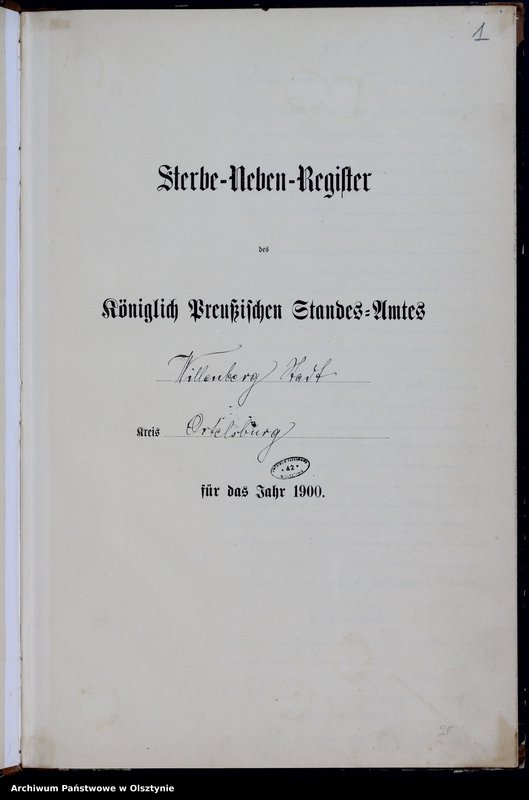 1
Sterbe-Neben-Register
des
Königlich Preußischen Standes-Amtes
Willenberg Stadt
Kreis Ortelsburg
42
für das Jahr 1900.
Archiwum Państwowe w Olsztynie